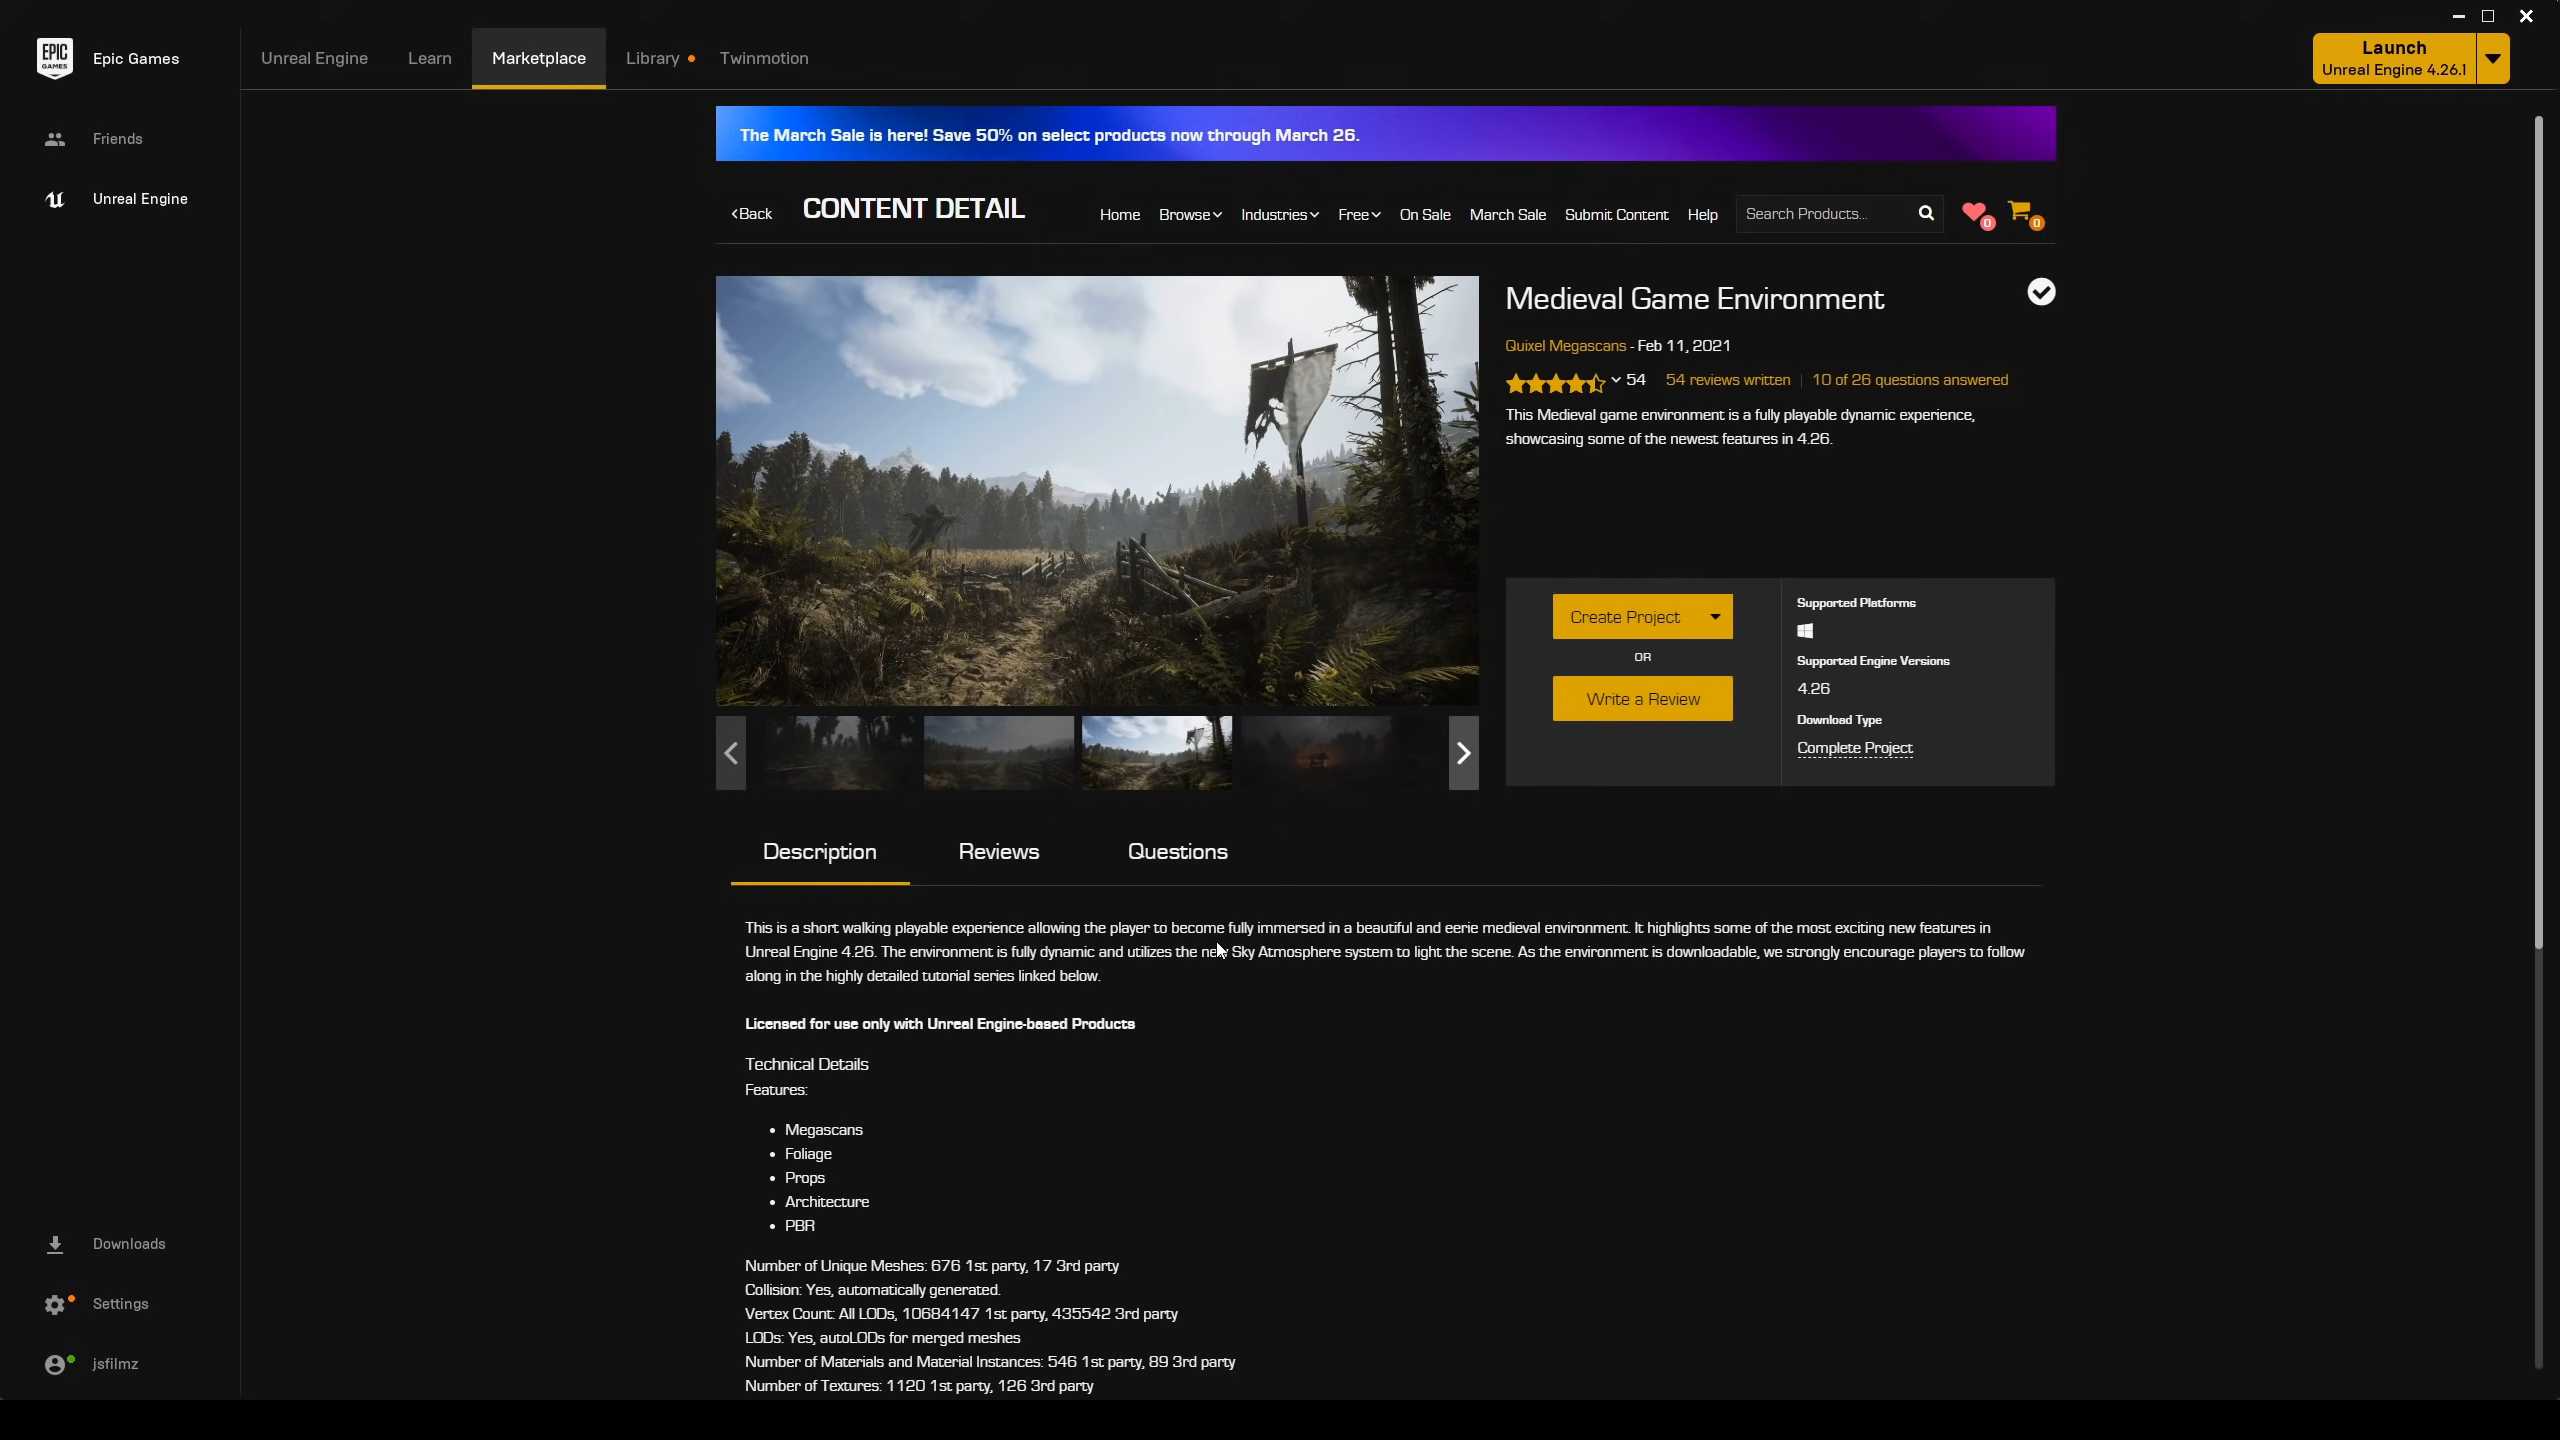 EPIC GAMES
Epic Games
Unreal Engine
Learn
Marketplace
Library
Twinmotion
Launch
Unreal Engine 4.26.1
Friends
Unreal Engine
The March Sale is here! Save 50% on select products now through March 26.
Back
CONTENT DETAIL
Home
Browse
Industries
Free
On Sale
March Sale
Submit Content
Help
Search Products...
0
0
Medieval Game Environment
Quixel Megascans - Feb 11, 2021
54
54 reviews written
10 of 26 questions answered
This Medieval game environment is a fully playable dynamic experience,
showcasing some of the newest features in 4.26.
Create Project
OR
Write a Review
Supported Platforms
Supported Engine Versions
4.26
Download Type
Complete Project
Description
Reviews
Questions
This is a short walking playable experience allowing the player to become fully immersed in a beautiful and eerie medieval environment. It highlights some of the most exciting new features in
Unreal Engine 4.26. The environment is fully dynamic and utilizes the new Sky Atmosphere system to light the scene. As the environment is downloadable, we strongly encourage players to follow
along in the highly detailed tutorial series linked below.
Licensed for use only with Unreal Engine-based Products
Technical Details
Features:
• Megascans
• Foliage
• Props
• Architecture
• PBR
Number of Unique Meshes: 676 1st party, 17 3rd party
Collision: Yes, automatically generated.
Vertex Count: All LODs, 10684147 1st party, 435542 3rd party
LODs: Yes, autoLODs for merged meshes
Number of Materials and Material Instances: 546 1st party, 89 3rd party
Number of Textures: 1120 1st party, 126 3rd party
Downloads
Settings
jsfilmz